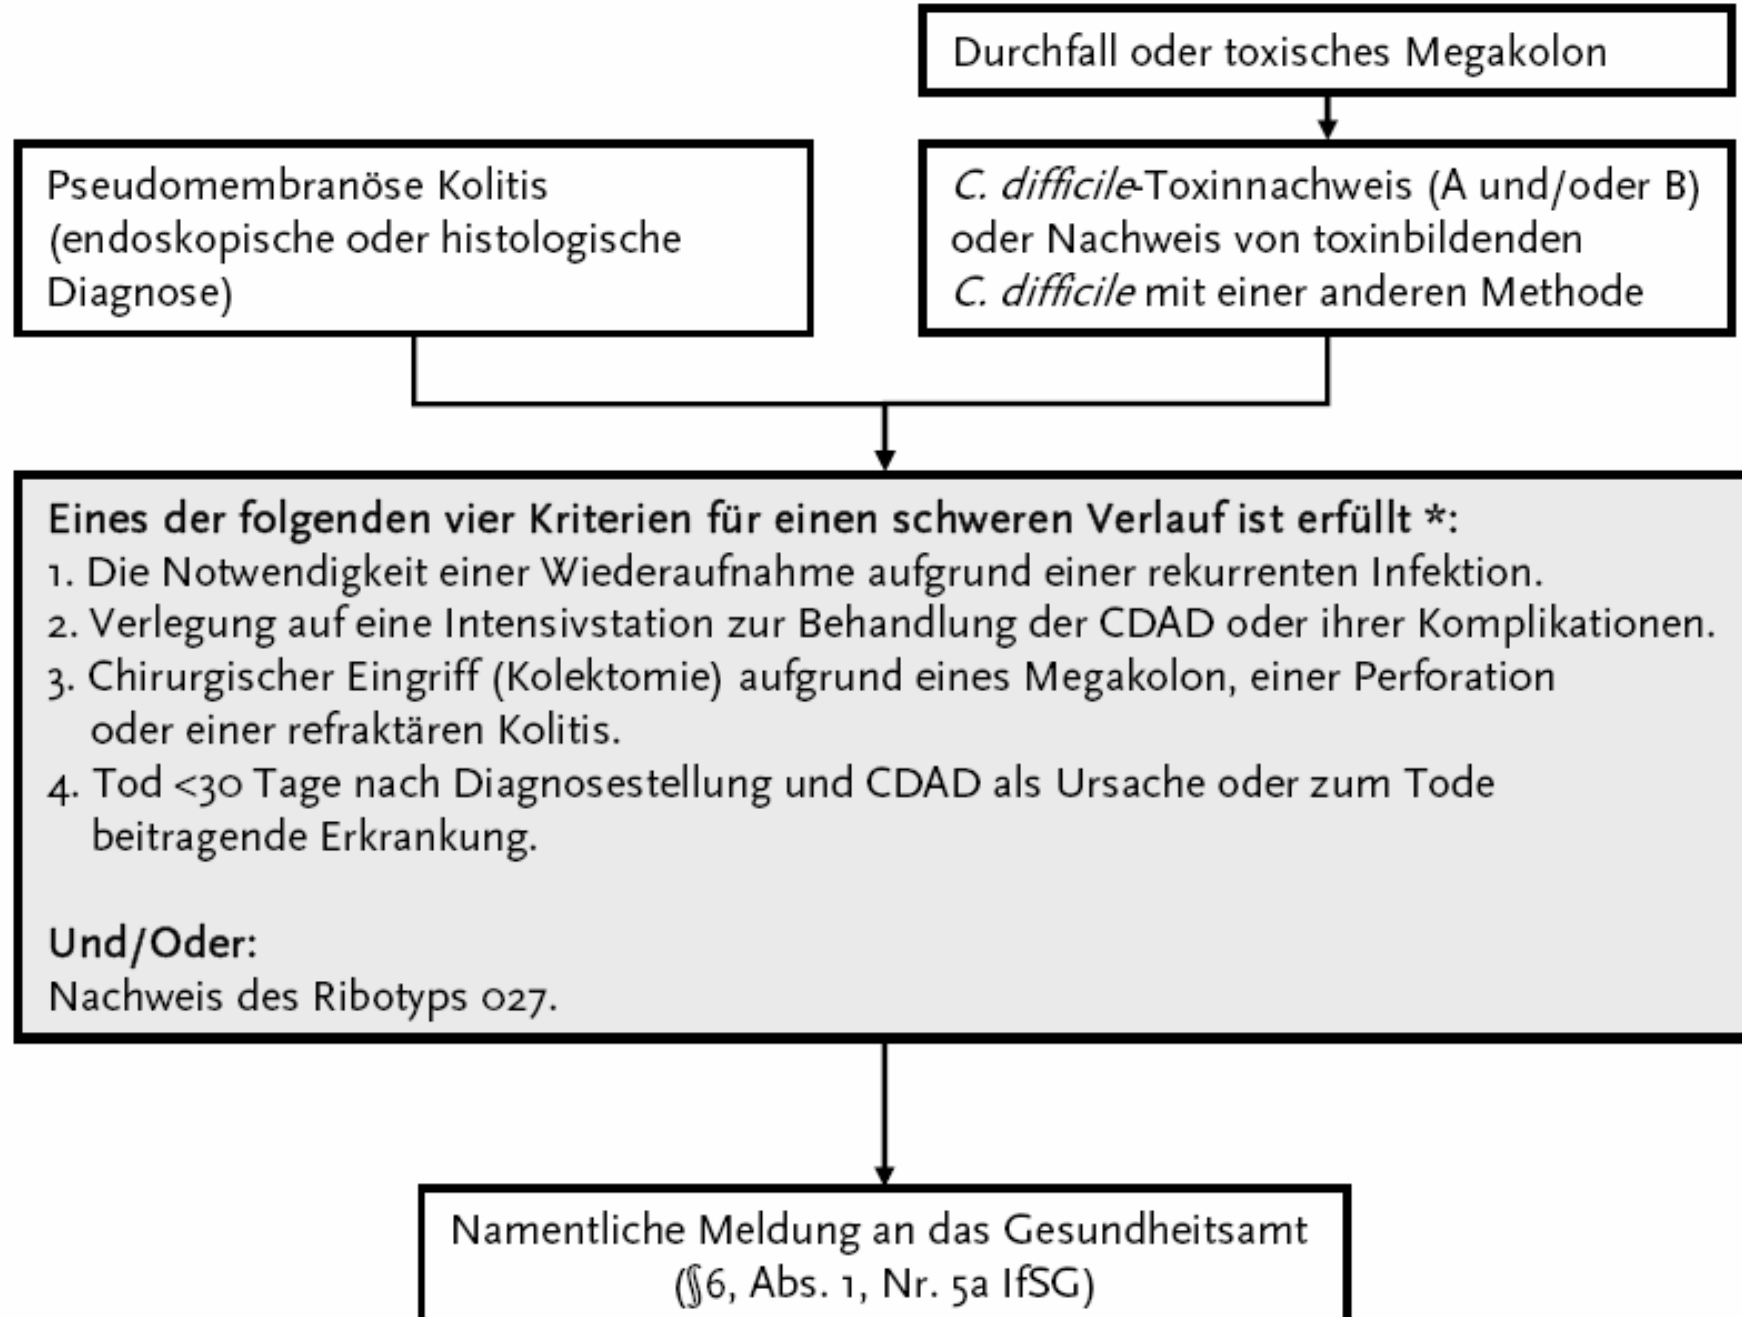 Durchfall oder toxisches Megakolon
Pseudomembranöse Kolitis
(endoskopische oder histologische
Diagnose)
C. difficile-Toxinnachweis (A und/oder B)
oder Nachweis von toxinbildenden
C. difficile mit einer anderen Methode
Eines der folgenden vier Kriterien für einen schweren Verlauf ist erfüllt *:
1. Die Notwendigkeit einer Wiederaufnahme aufgrund einer rekurrenten Infektion.
2. Verlegung auf eine Intensivstation zur Behandlung der CDAD oder ihrer Komplikationen.
3. Chirurgischer Eingriff (Kolektomie) aufgrund eines Megakolon, einer Perforation
oder einer refraktären Kolitis.
4. Tod <30 Tage nach Diagnosestellung und CDAD als Ursache oder zum Tode
beitragende Erkrankung.
Und/Oder:
Nachweis des Ribotyps 027.
Namentliche Meldung an das Gesundheitsamt
(§6, Abs. 1, Nr. 5a IfSG)